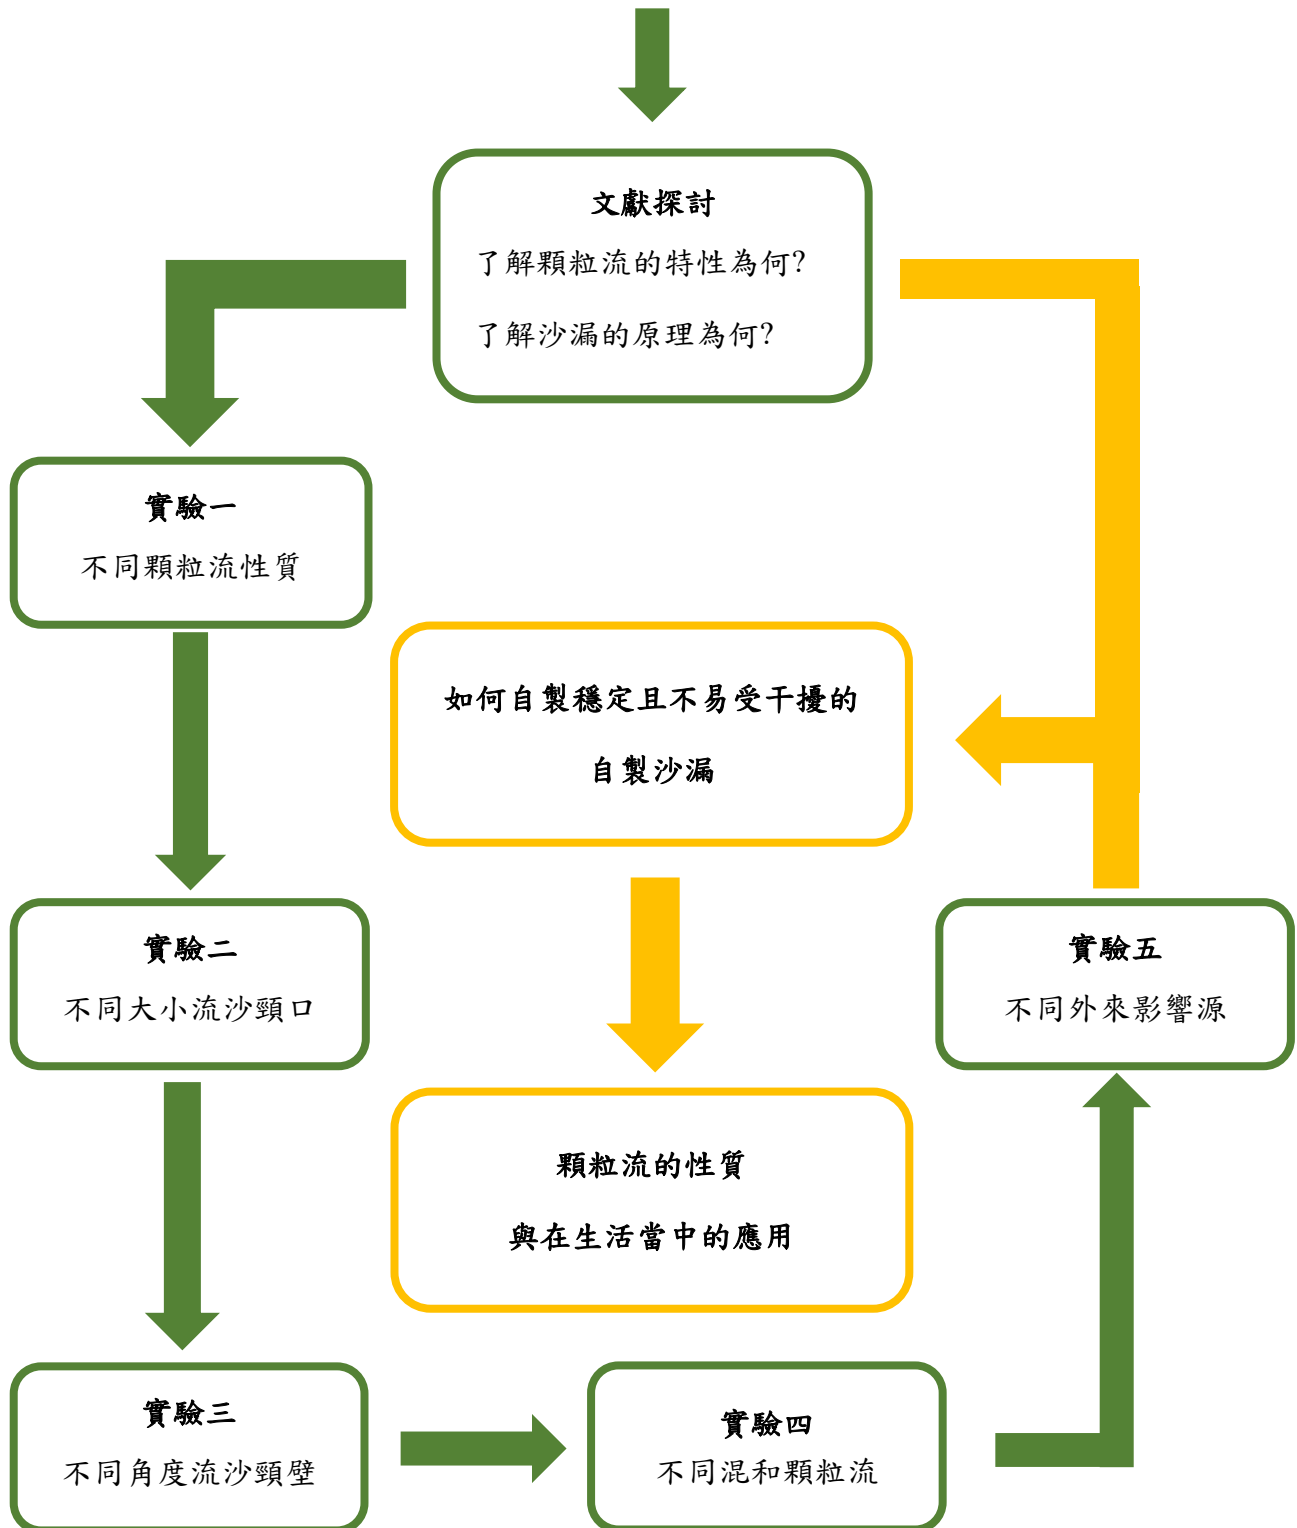 文獻探討
了解顆粒流的特性為何?
了解沙漏的原理為何?
實驗一
不同顆粒流性質
如何自製穩定且不易受干擾的
自製沙漏
實驗二
不同大小流沙頸口
實驗五
不同外來影響源
顆粒流的性質
與在生活當中的應用
實驗三
不同角度流沙頸壁
實驗四
不同混和顆粒流